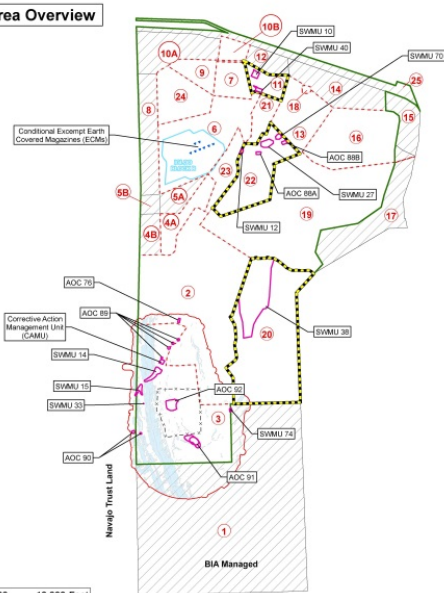 rea Overview
10B
SWMU 10
SWMU 40
SWMU 70
10A
12
9
7
11
25
24
21
18
14
15
8
6
13
16
Conditional Excempt Earth
Covered Magazines (ECMs)
AOC 88B
23
22
AOC 88A
SWMU 27
5A
5B
19
17
4A
SWMU 12
4B
AOC 76
2
AOC 89
Corrective Action
Management Unit
(CAMU)
20
SWMU 38
SWMU 14
SWMU 15
AOC 92
SWMU 33
3
SWMU 74
AOC 90
AOC 91
Navajo Trust Land
1
BIA Managed